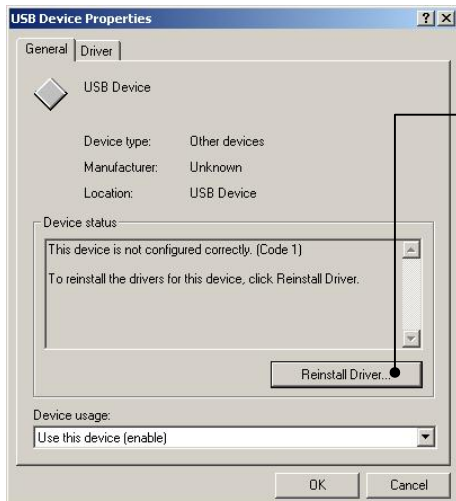 USB Device Properties
General Driver
USB Device
Device type: Other devices
Manufacturer: Unknown
Location: USB Device
Device status
This device is not configured correctly. (Code 1)
To reinstall the drivers for this device, click Reinstall Driver.
Reinstall Driver...
Device usage:
Use this device (enable)
OK Cancel